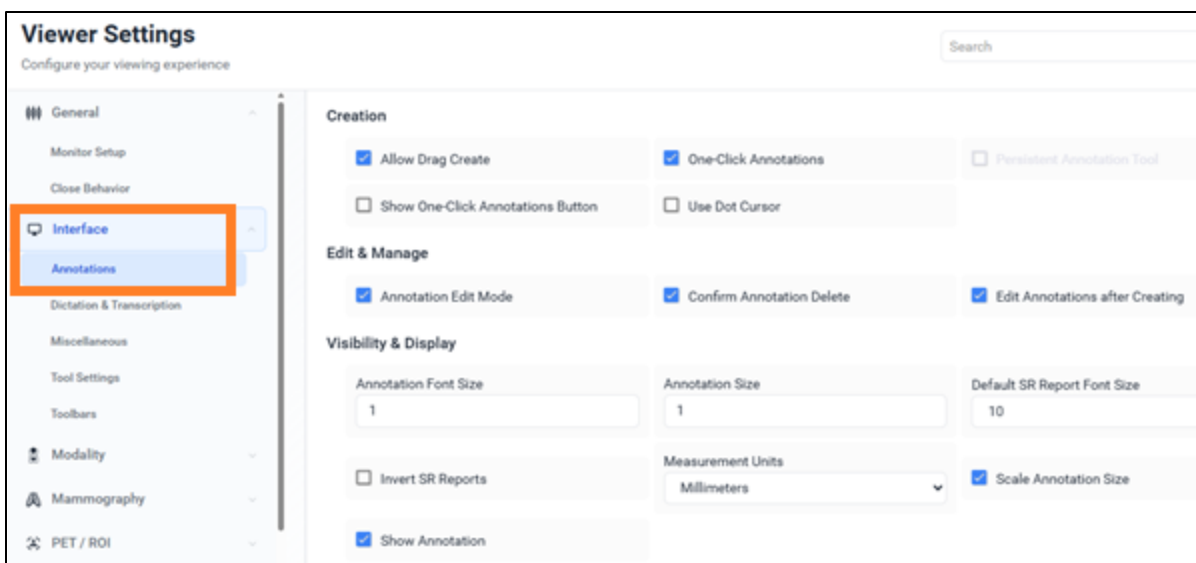 Viewer Settings
Configure your viewing experience
Search
General
Monitor Setup
Close Behavior
Interface
Annotations
Dictation & Transcription
Miscellaneous
Tool Settings
Toolbars
Modality
Mammography
PET / ROI
Creation
Allow Drag Create
One-Click Annotations
Persistent Annotation Tool
Show One-Click Annotations Button
Use Dot Cursor
Edit & Manage
Annotation Edit Mode
Confirm Annotation Delete
Edit Annotations after Creating
Visibility & Display
Annotation Font Size
Annotation Size
Default SR Report Font Size
1
1
10
Invert SR Reports
Measurement Units
Millimeters
Scale Annotation Size
Show Annotation